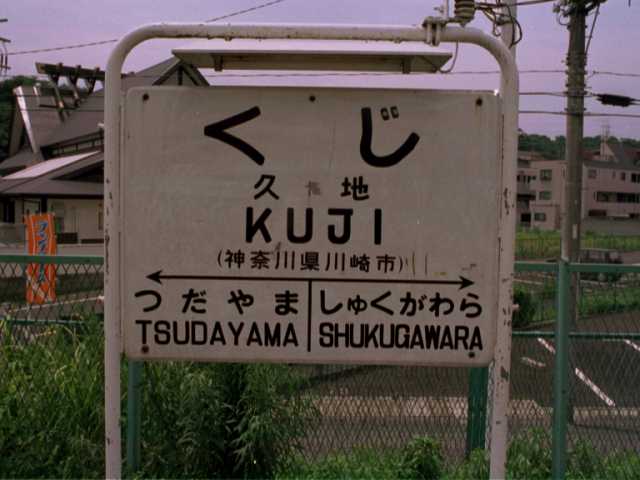 くじ
久地
KUJI
(神奈川県川崎市)
つだやま しゅくがわら
TSUDAYAMA SHUKUGAWARA